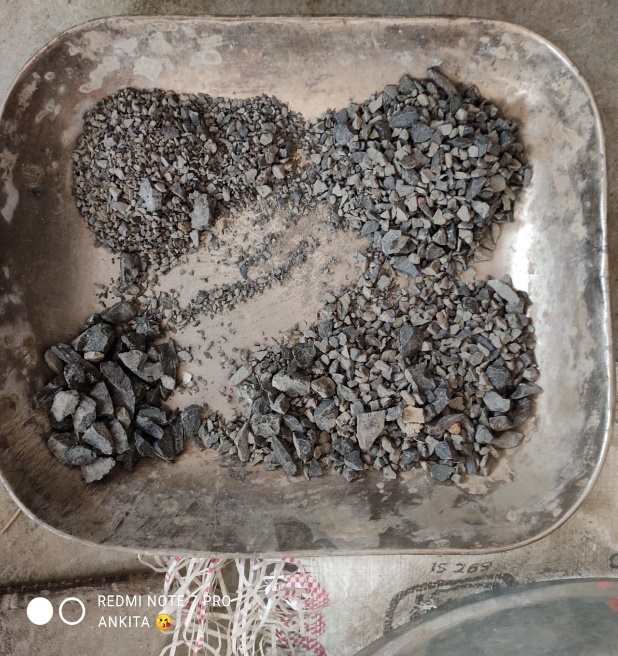 IS 269
REDMI NOTE 7 PRO
ANKITA 😘